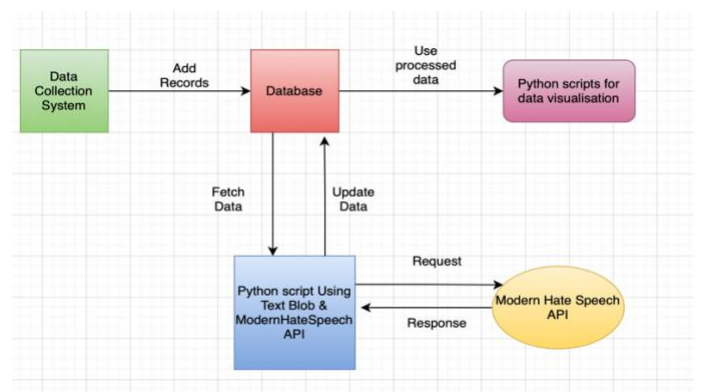 Data
Collection
System
Add
Records
Database
Use
processed
data
Python scripts for
data visualisation
Fetch
Data
Update
Data
Python script Using
Text Blob &
ModernHateSpeech
API
Request
Response
Modern Hate Speech
API